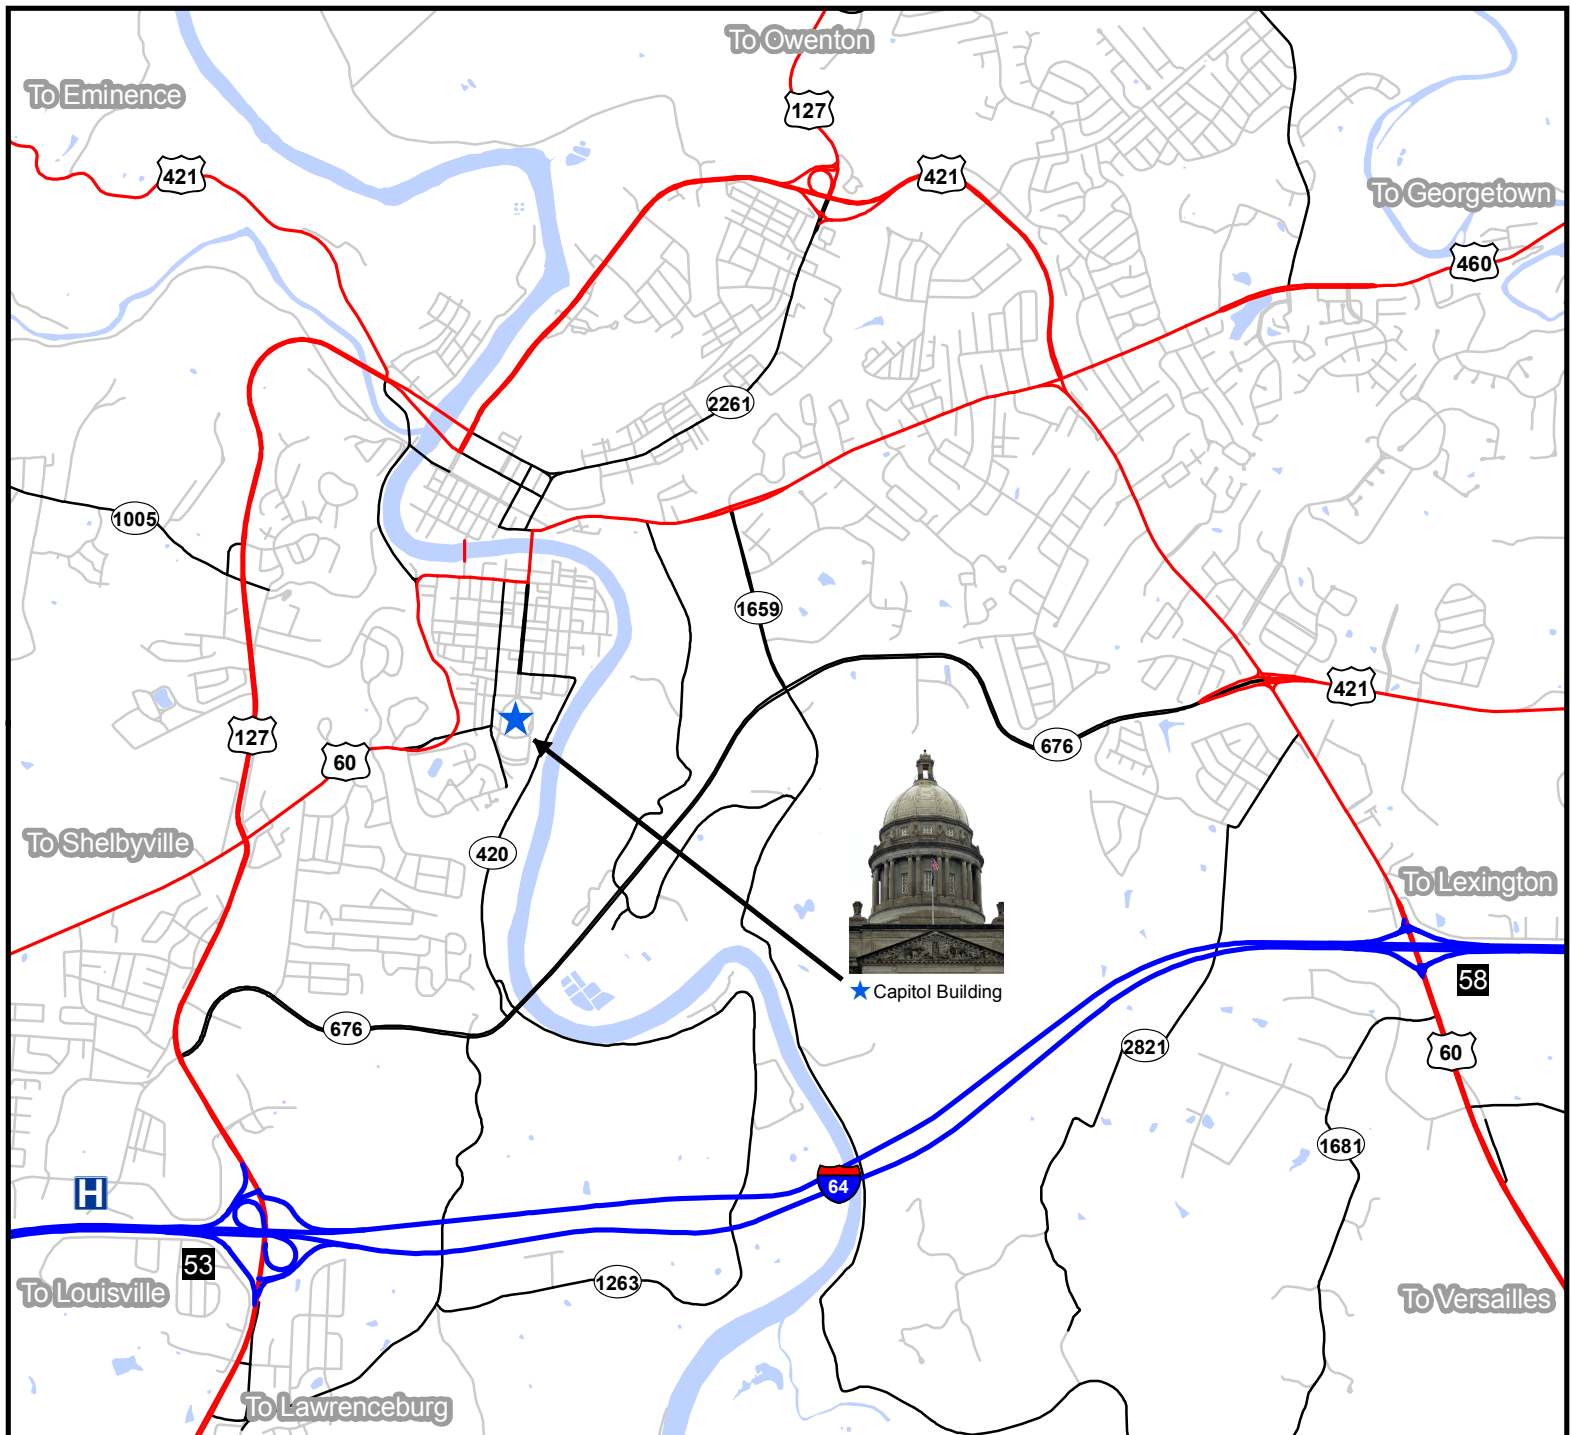 To Owenton
To Eminence
127
421
421
To Georgetown
460
2261
1005
1659
421
127
60
676
To Shelbyville
420
To Lexington
58
Capitol Building
676
2821
60
1681
64
H
53
To Louisville
1263
To Versailles
To Lawrenceburg